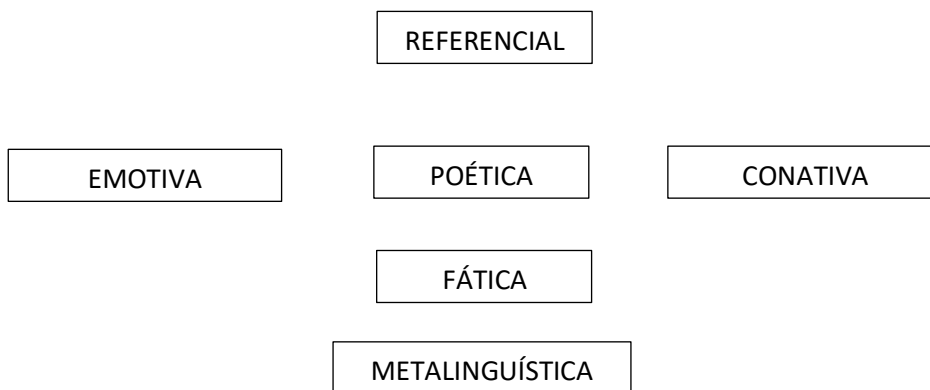 REFERENCIAL
EMOTIVA
POÉTICA
CONATIVA
FÁTICA
METALINGUÍSTICA